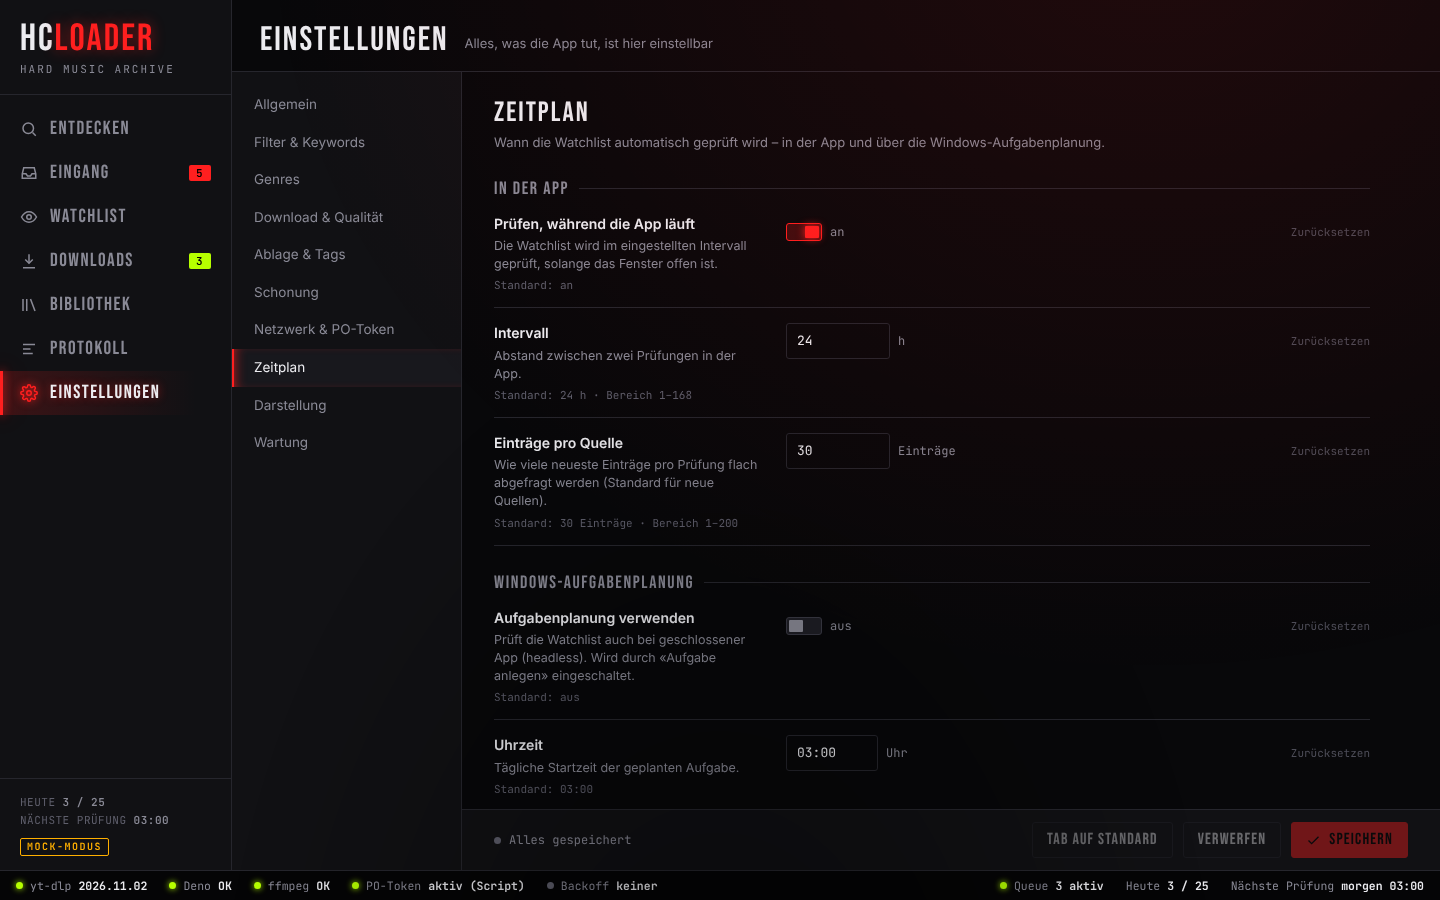 HCLOADER
HARD MUSIC ARCHIVE
ENTDECKEN
EINGANG 5
WATCHLIST
DOWNLOADS 3
BIBLIOTHEK
PROTOKOLL
EINSTELLUNGEN
HEUTE 3 / 25
NÄCHSTE PRÜFUNG 03:00
MOCK-MODUS
EINSTELLUNGEN Alles, was die App tut, ist hier einstellbar
Allgemein
Filter & Keywords
Genres
Download & Qualität
Ablage & Tags
Schonung
Netzwerk & PO-Token
Zeitplan
Darstellung
Wartung
ZEITPLAN
Wann die Watchlist automatisch geprüft wird – in der App und über die Windows-Aufgabenplanung.
IN DER APP
Prüfen, während die App läuft
an
Zurücksetzen
Die Watchlist wird im eingestellten Intervall
geprüft, solange das Fenster offen ist.
Standard: an
Intervall
24 h
Zurücksetzen
Abstand zwischen zwei Prüfungen in der
App.
Standard: 24 h · Bereich 1–168
Einträge pro Quelle
30 Einträge
Zurücksetzen
Wie viele neueste Einträge pro Prüfung flach
abgefragt werden (Standard für neue
Quellen).
Standard: 30 Einträge · Bereich 1–200
WINDOWS-AUFGABENPLANUNG
Aufgabenplanung verwenden
aus
Zurücksetzen
Prüft die Watchlist auch bei geschlossener
App (headless). Wird durch «Aufgabe
anlegen» eingeschaltet.
Standard: aus
Uhrzeit
03:00 Uhr
Zurücksetzen
Tägliche Startzeit der geplanten Aufgabe.
Standard: 03:00
Alles gespeichert
TAB AUF STANDARD
VERWERFEN
SPEICHERN
yt-dlp 2026.11.02 Deno OK ffmpeg OK PO-Token aktiv (Script) Backoff keiner Queue 3 aktiv Heute 3 / 25 Nächste Prüfung morgen 03:00